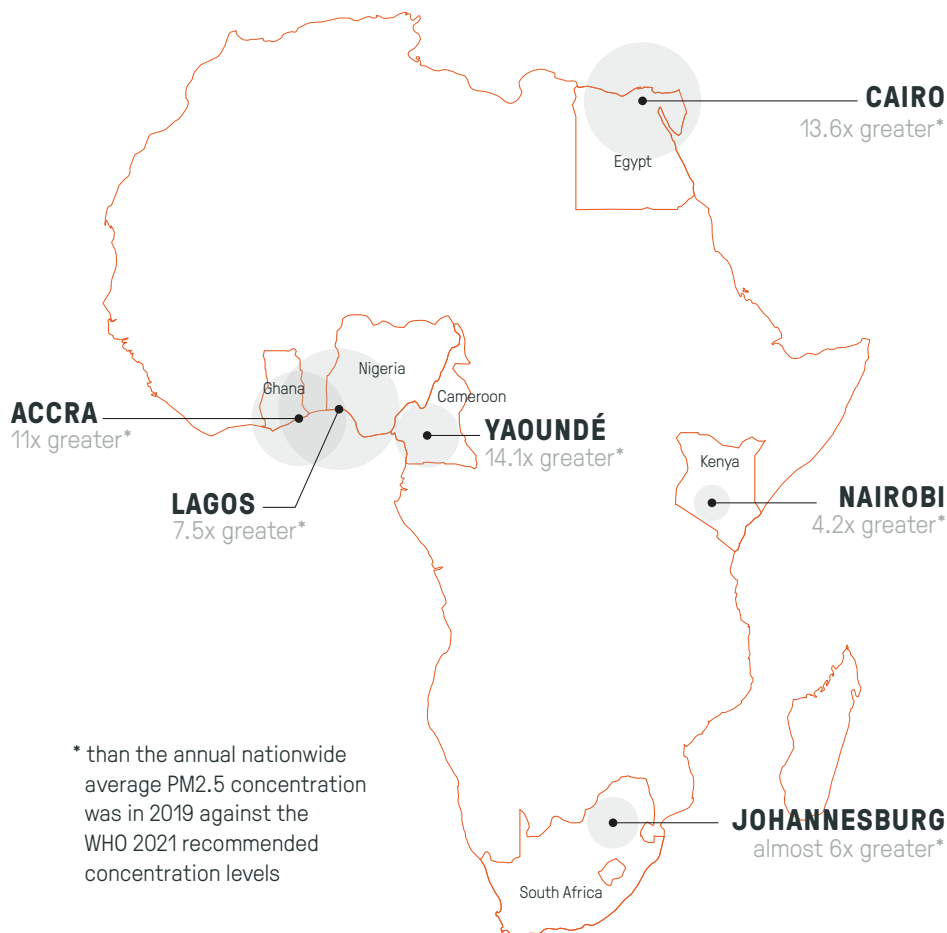 CAIRO
13.6x greater*
Egypt
Nigeria
Ghana
Cameroon
ACCRA
11x greater*
YAOUNDÉ
14.1x greater*
Kenya
LAGOS
7.5x greater*
NAIROBI
4.2x greater*
* than the annual nationwide
average PM2.5 concentration
was in 2019 against the
WHO 2021 recommended
concentration levels
JOHANNESBURG
almost 6x greater*
South Africa